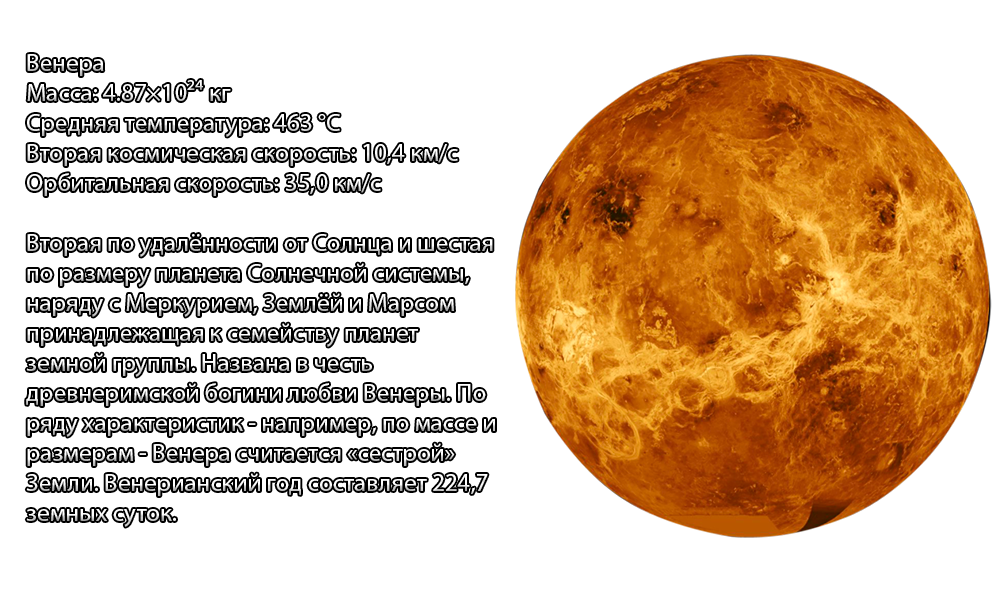 Венера
Масса: 4.87×10²⁴ кг
Средняя температура: 463 °C
Вторая космическая скорость: 10,4 км/с
Орбитальная скорость: 35,0 км/с
Вторая по удалённости от Солнца и шестая
по размеру планета Солнечной системы,
наряду с Меркурием, Землёй и Марсом
принадлежащая к семейству планет
земной группы. Названа в честь
древнеримской богини любви Венеры. По
ряду характеристик - например, по массе и
размерам - Венера считается «сестрой»
Земли. Венерианский год составляет 224,7
земных суток.